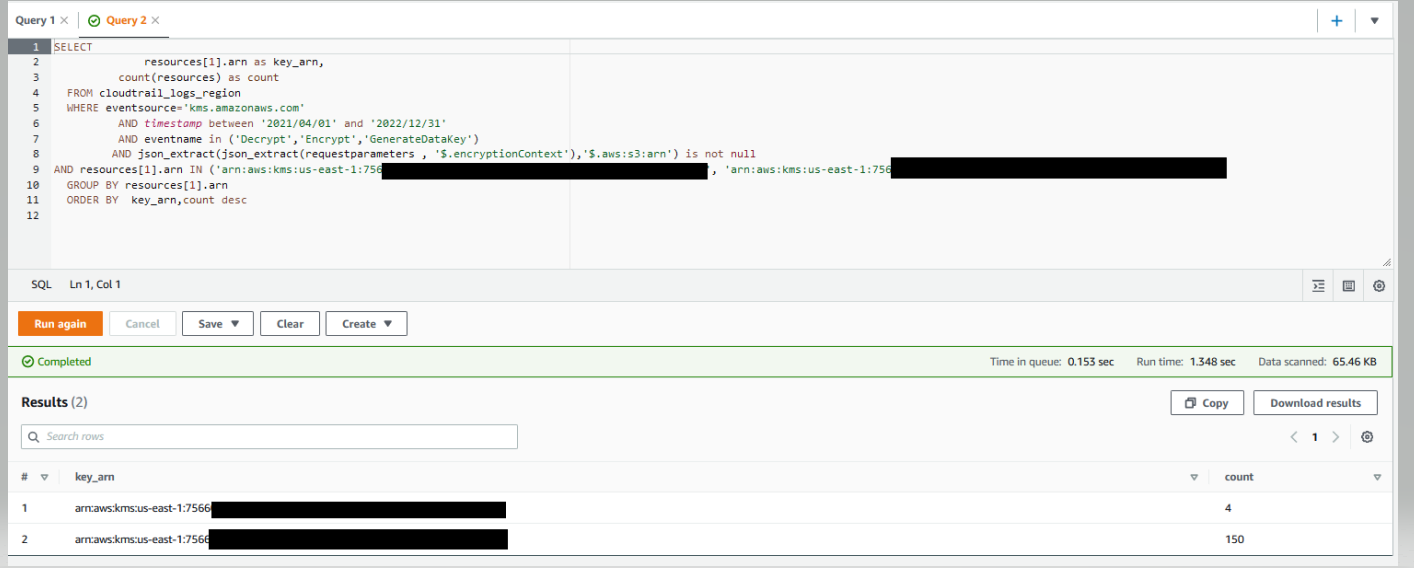 Query 1 Query 2
1 SELECT
2 resources[1].arn as key_arn,
3 count(resources) as count
4 FROM cloudtrail_logs_region
5 WHERE eventsource='kms.amazonaws.com'
6 AND timestamp between '2021/04/01' and '2022/12/31'
7 AND eventname in ('Decrypt','Encrypt','GenerateDataKey')
8 AND json_extract(json_extract(requestparameters , '$.encryptionContext'),'$.aws:s3:arn') is not null
9 AND resources[1].arn IN ('arn:aws:kms:us-east-1:756 ', 'arn:aws:kms:us-east-1:756
10 GROUP BY resources[1].arn
11 ORDER BY key_arn,count desc
12
SQL Ln 1, Col 1
Run again Cancel Save Clear Create
Completed Time in queue: 0.153 sec Run time: 1.348 sec Data scanned: 65.46 KB
Results (2) Copy Download results
Search rows 1
# key_arn count
1 arn:aws:kms:us-east-1:7566 4
2 arn:aws:kms:us-east-1:7566 150